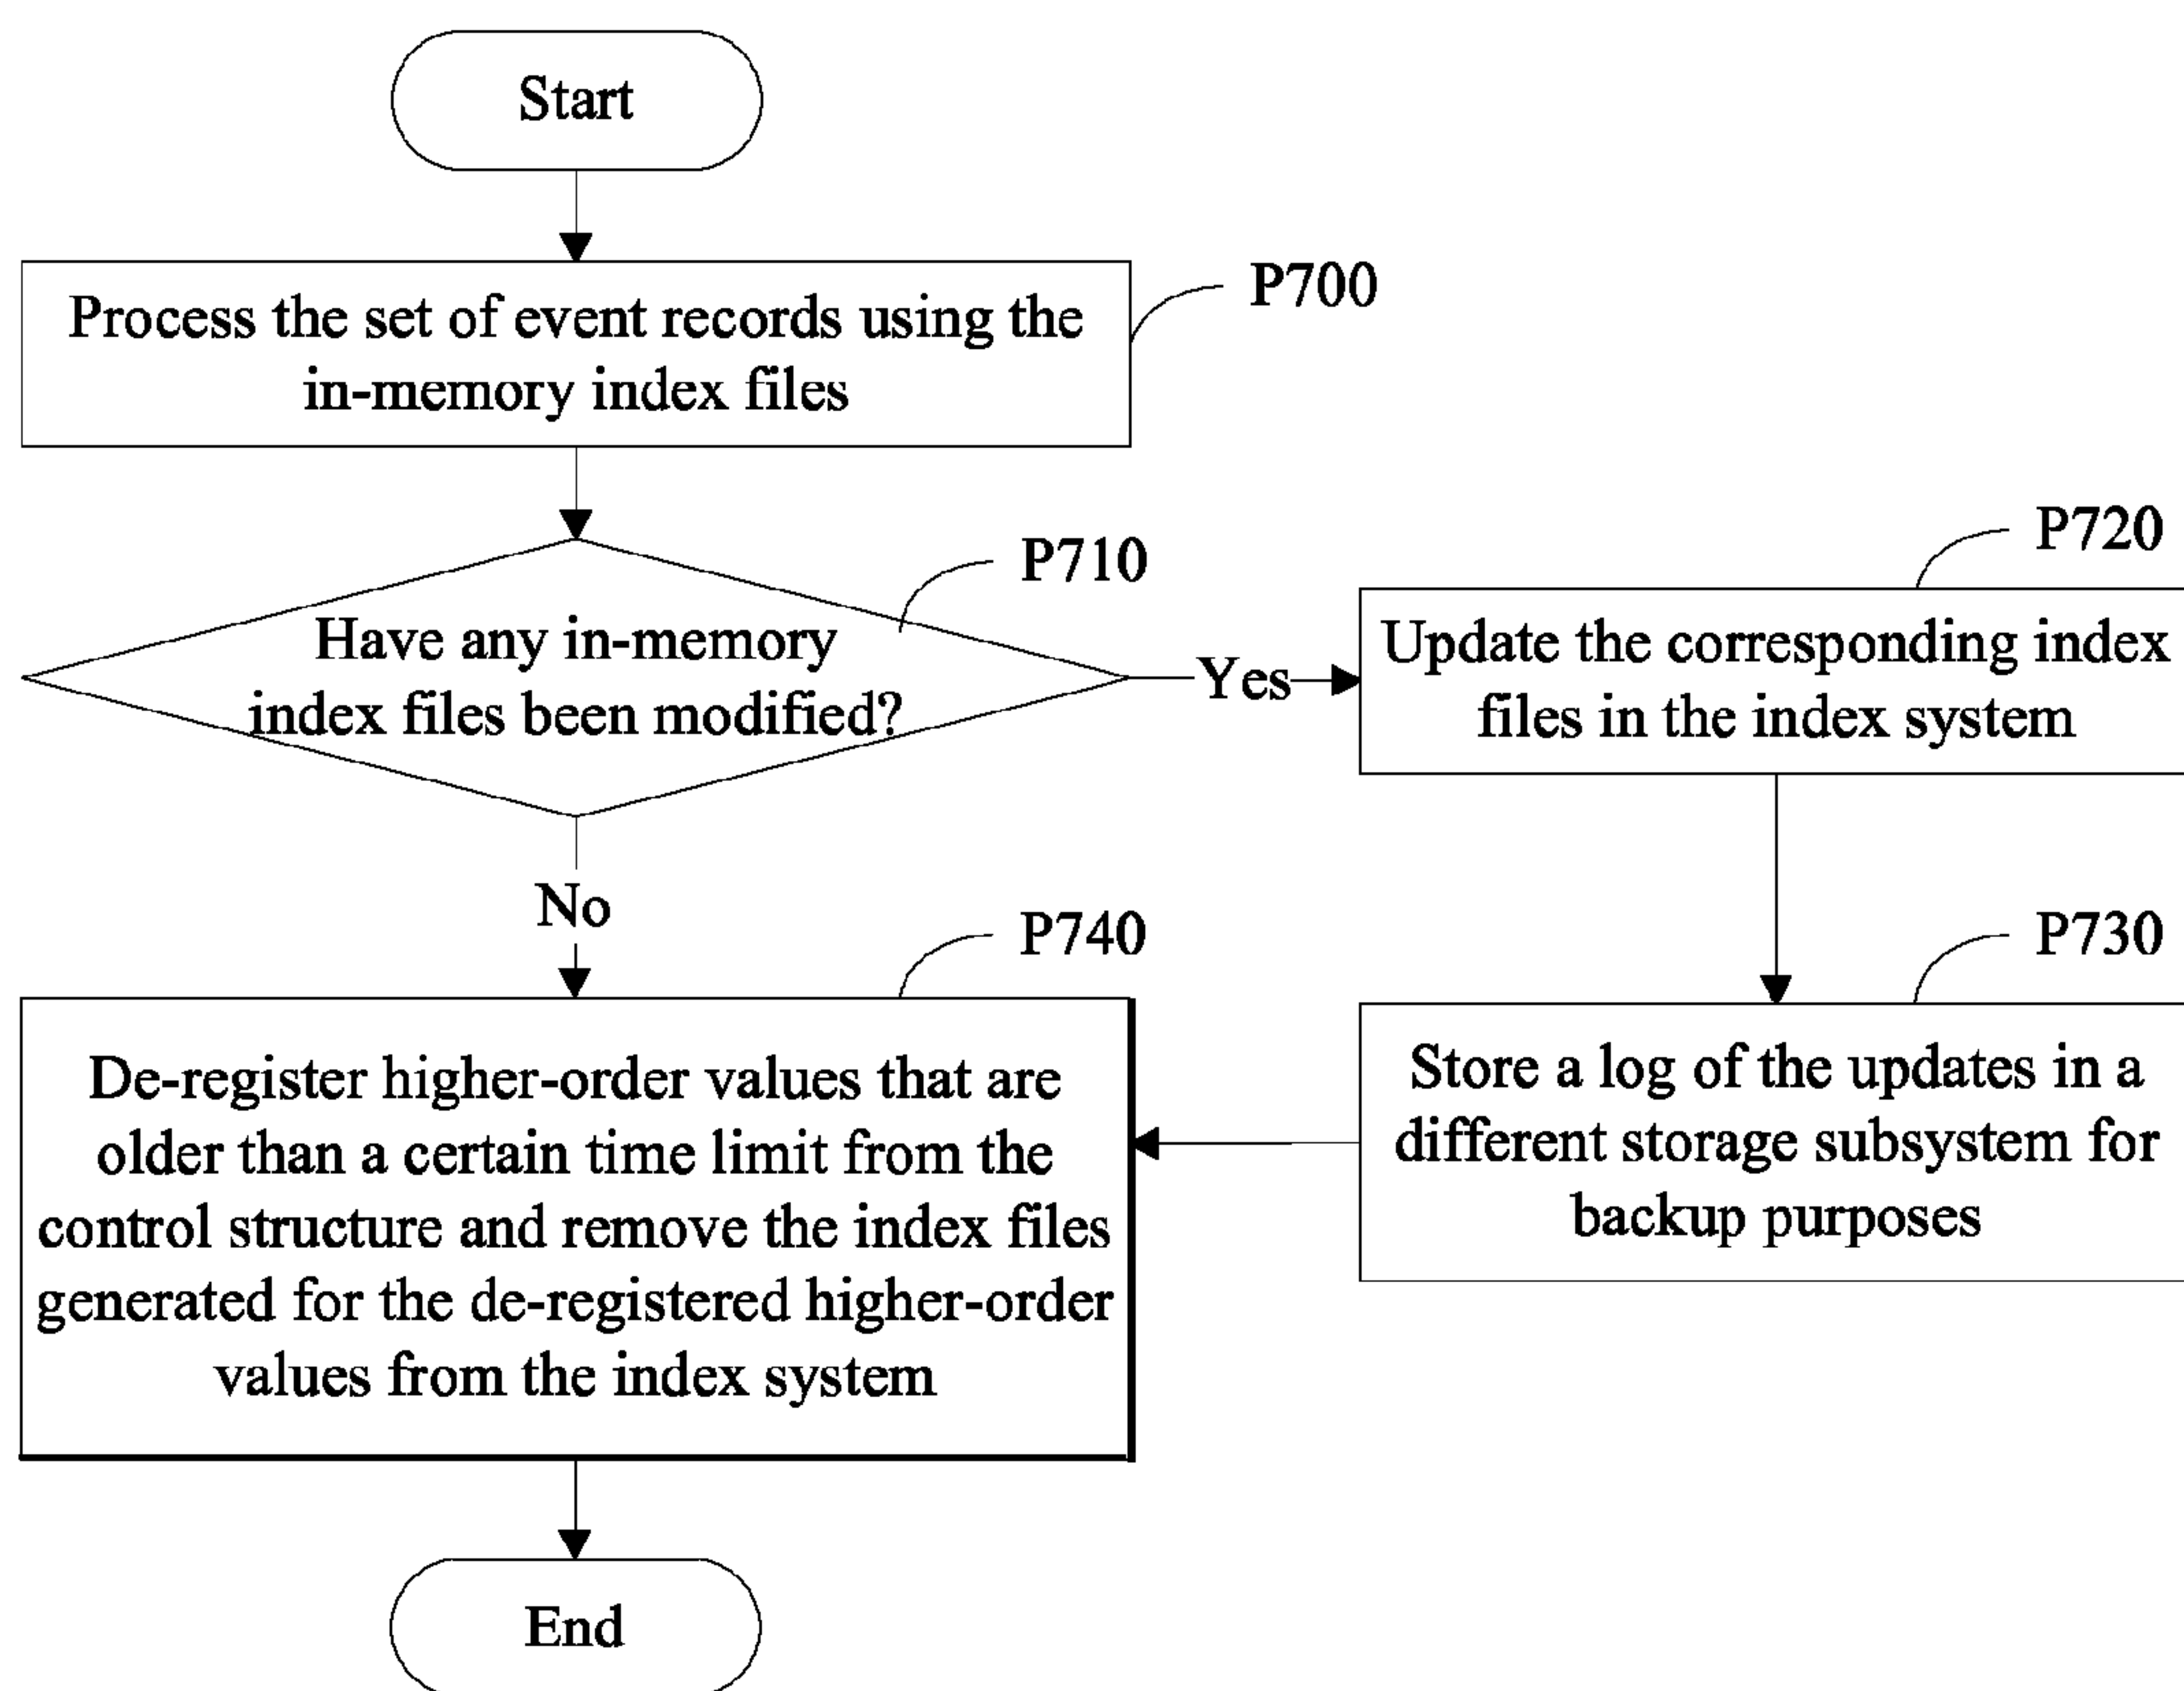 Start
P700
Process the set of event records using the
in-memory index files
P710
Have any in-memory
index files been modified?
Yes
P720
Update the corresponding index
files in the index system
No
P730
Store a log of the updates in a
different storage subsystem for
backup purposes
P740
De-register higher-order values that are
older than a certain time limit from the
control structure and remove the index files
generated for the de-registered higher-order
values from the index system
End